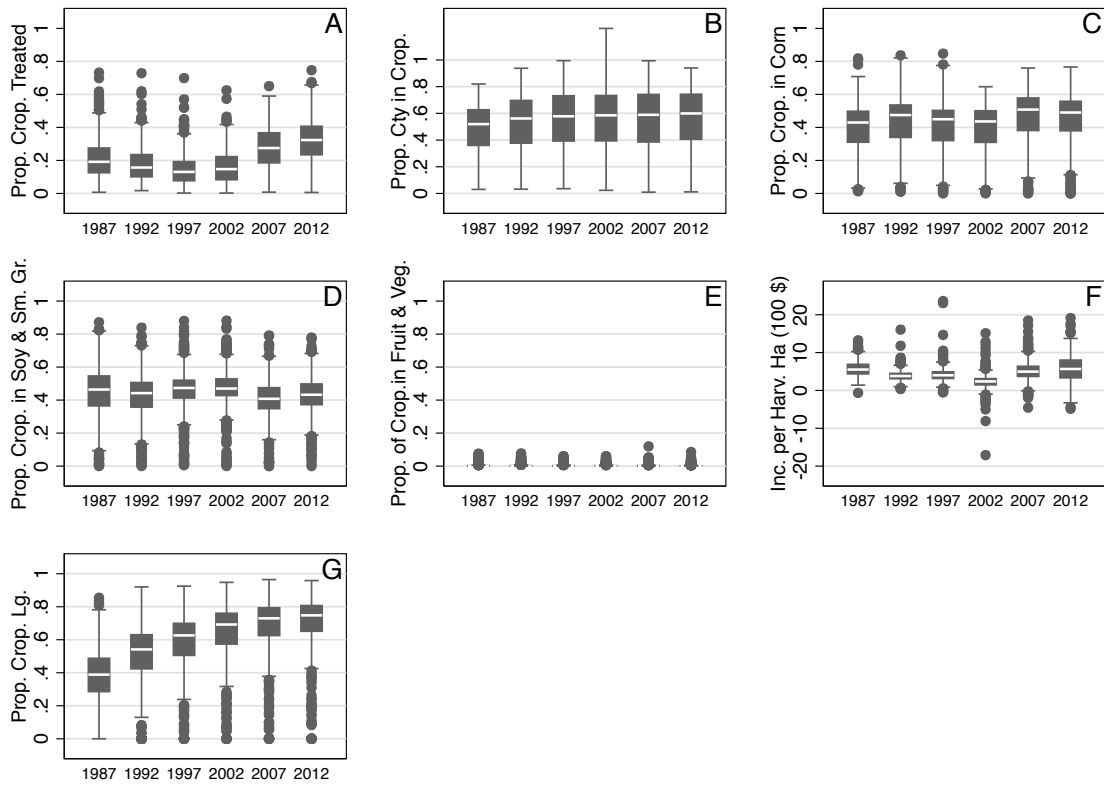 A
Prop. Crop. Treated
1
.8
.6
.4
.2
0
1987 1992 1997 2002 2007 2012
B
Prop. Cty in Crop.
1
.8
.6
.4
.2
0
1987 1992 1997 2002 2007 2012
C
Prop. Crop. in Corn
1
.8
.6
.4
.2
0
1987 1992 1997 2002 2007 2012
D
Prop. Crop. in Soy & Sm. Gr.
1
.8
.6
.4
.2
0
1987 1992 1997 2002 2007 2012
E
Prop. of Crop.in Fruit & Veg.
1
.8
.6
.4
.2
0
1987 1992 1997 2002 2007 2012
F
Inc. per Harv. Ha (100 $)
20
10
0
-10
-20
1987 1992 1997 2002 2007 2012
G
Prop. Crop. Lg.
1
.8
.6
.4
.2
0
1987 1992 1997 2002 2007 2012